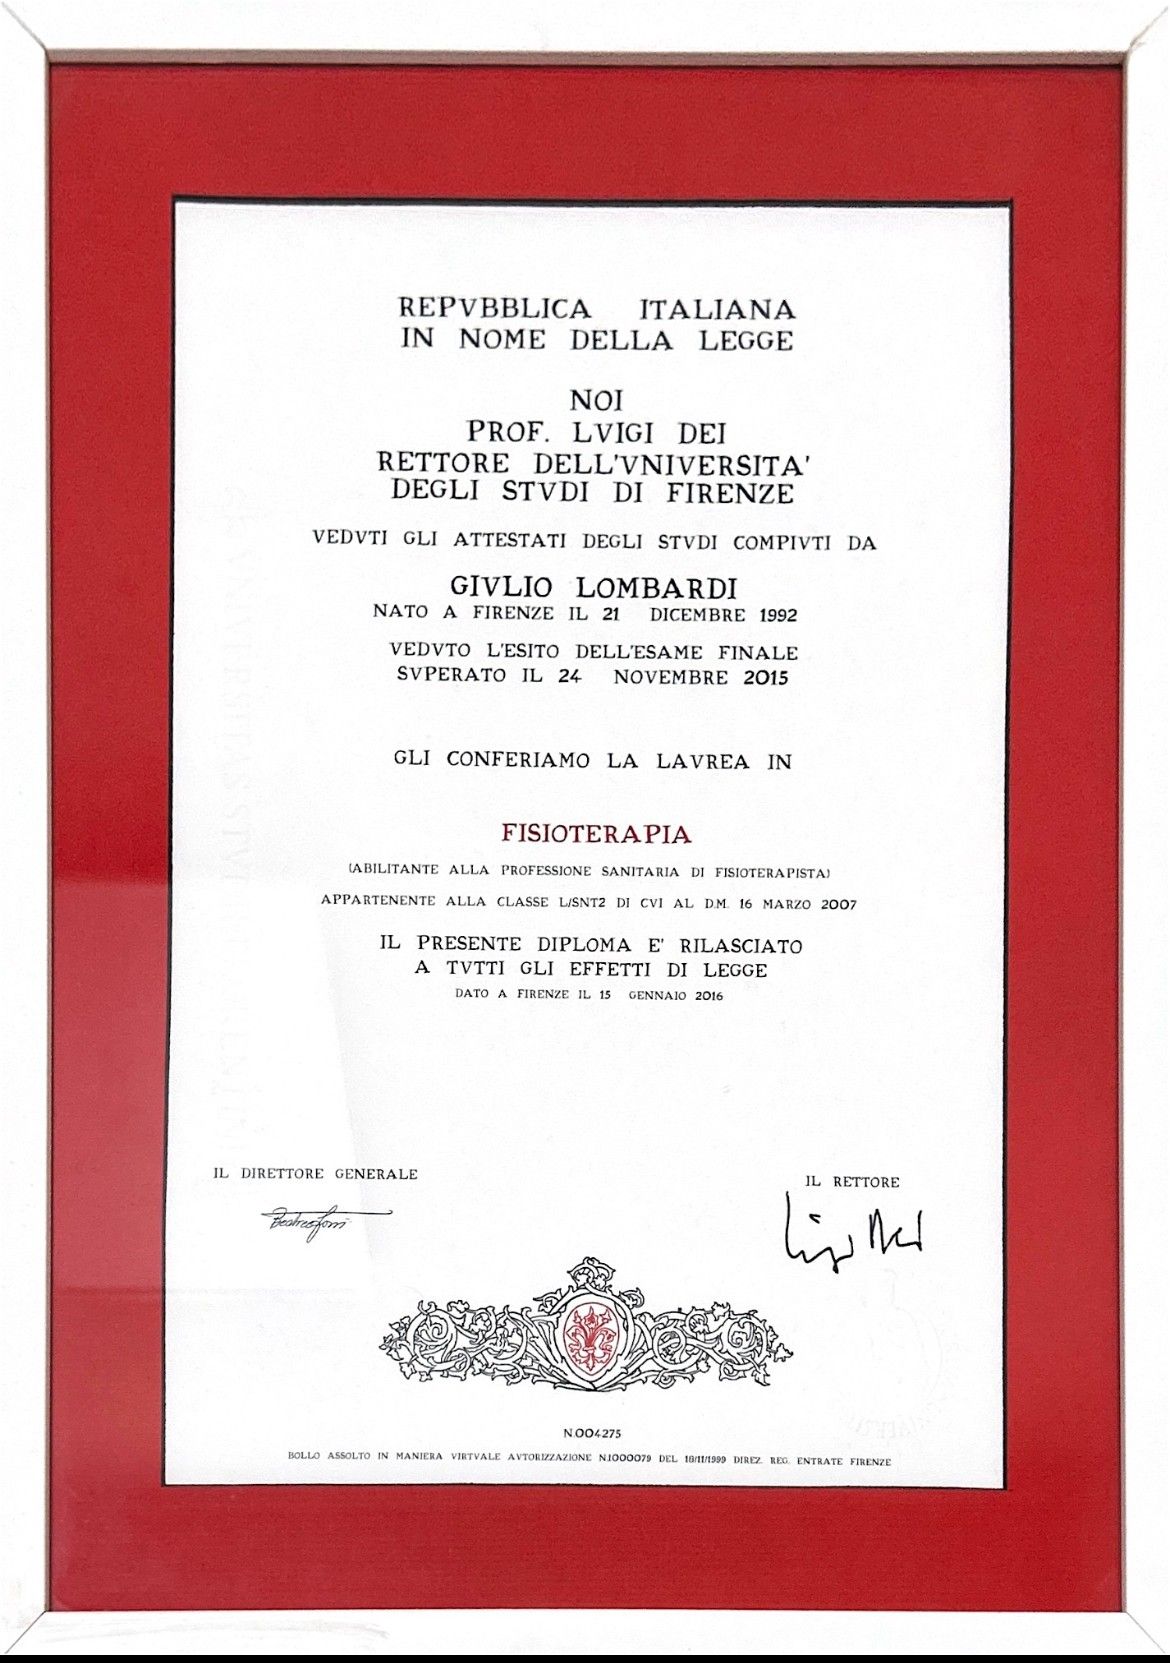 REPVBBLICA ITALIANA
IN NOME DELLA LEGGE
NOI
PROF. LVIGI DEI
RETTORE DELL'VNIVERSITA'
DEGLI STVDI DI FIRENZE
VEDVTI GLI ATTESTATI DEGLI STVDI COMPIVTI DA
GIVLIO LOMBARDI
NATO A FIRENZE IL 21 DICEMBRE 1992
VEDVTO L'ESITO DELL'ESAME FINALE
SVPERATO IL 24 NOVEMBRE 2015
GLI CONFERIAMO LA LAVREA IN
FISIOTERAPIA
(ABILITANTE ALLA PROFESSIONE SANITARIA DI FISIOTERAPISTA)
APPARTENENTE ALLA CLASSE L/SNT2 DI CVI AL D.M. 16 MARZO 2007
IL PRESENTE DIPLOMA E' RILASCIATO
A TVTTI GLI EFFETTI DI LEGGE
DATO A FIRENZE IL 15 GENNAIO 2016
IL DIRETTORE GENERALE
IL RETTORE
Luigi Dei
N.004275
BOLLO ASSOLTO IN MANIERA VIRTVALE AVTORIZZAZIONE N.1000079 DEL 18/11/1999 DIREZ. REG. ENTRATE FIRENZE